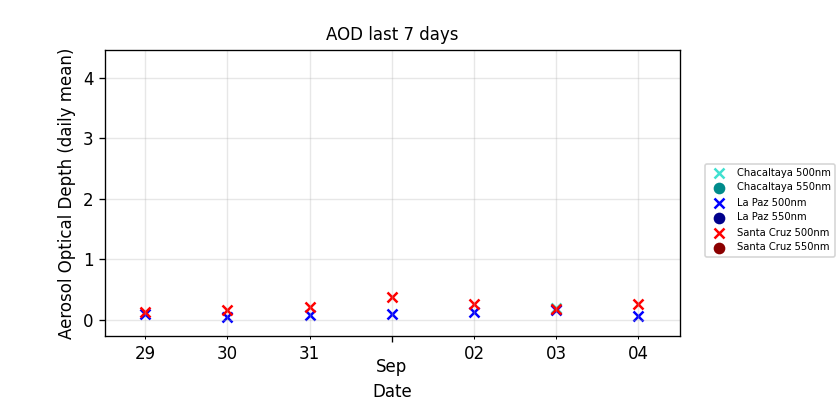 AOD last 7 days
Aerosol Optical Depth (daily mean)
4
3
2
1
0
29 30 31 02 03 04
Sep
Date
Chacaltaya 500nm
Chacaltaya 550nm
La Paz 500nm
La Paz 550nm
Santa Cruz 500nm
Santa Cruz 550nm